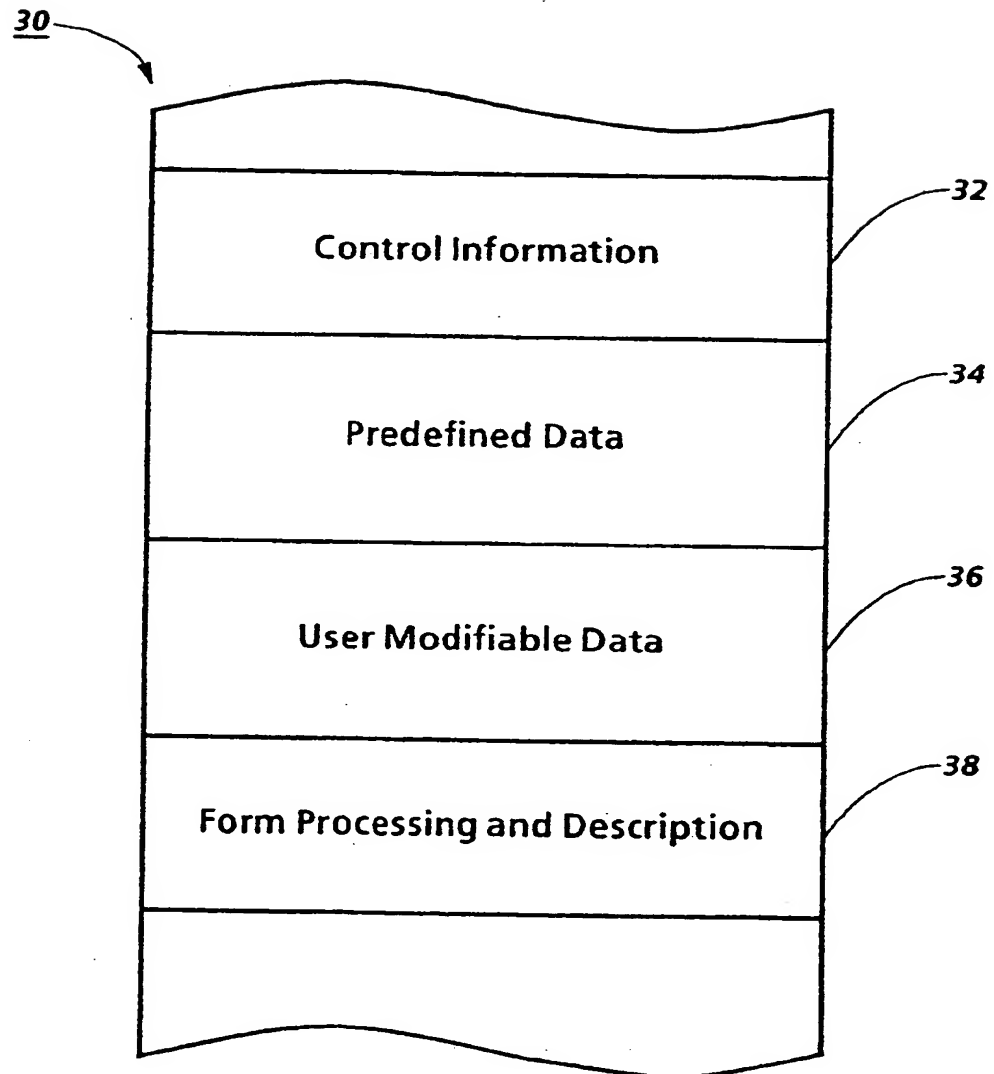 30
32
Control Information
34
Predefined Data
36
User Modifiable Data
38
Form Processing and Description